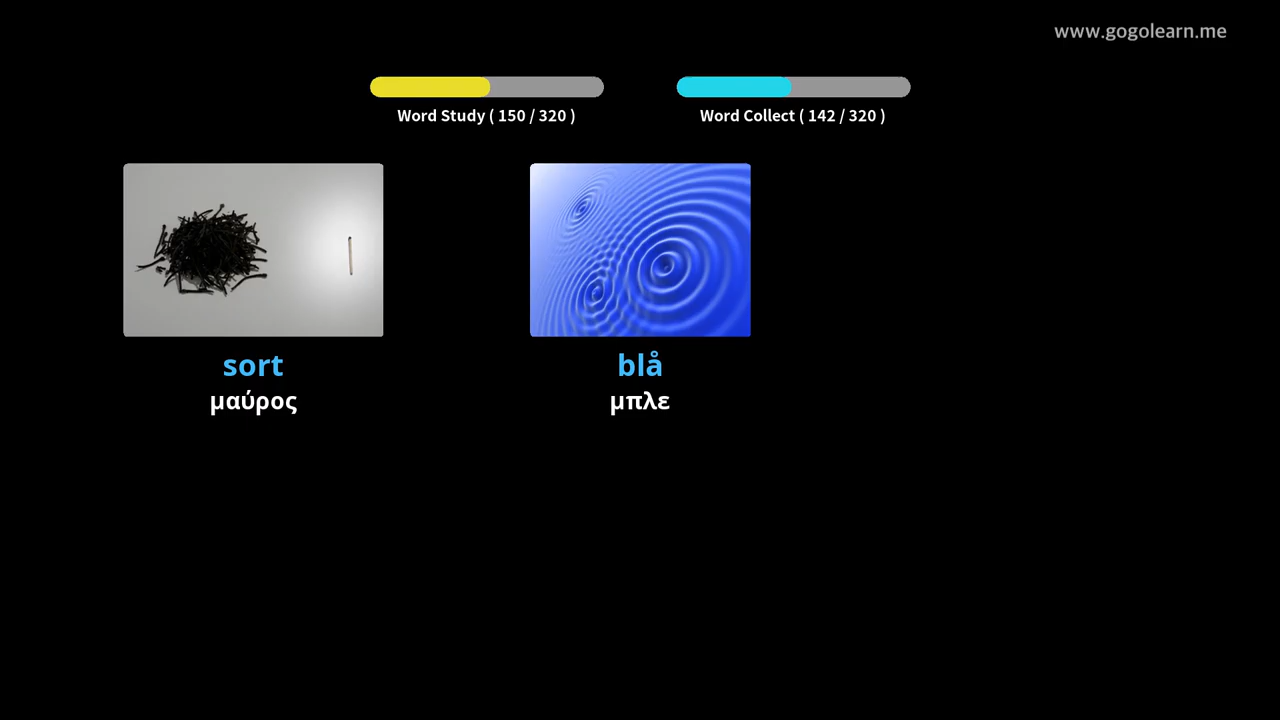 www.gogolearn.me
Word Study ( 150 / 320 )
Word Collect ( 142 / 320 )
sort
μαύρος
blå
μπλε